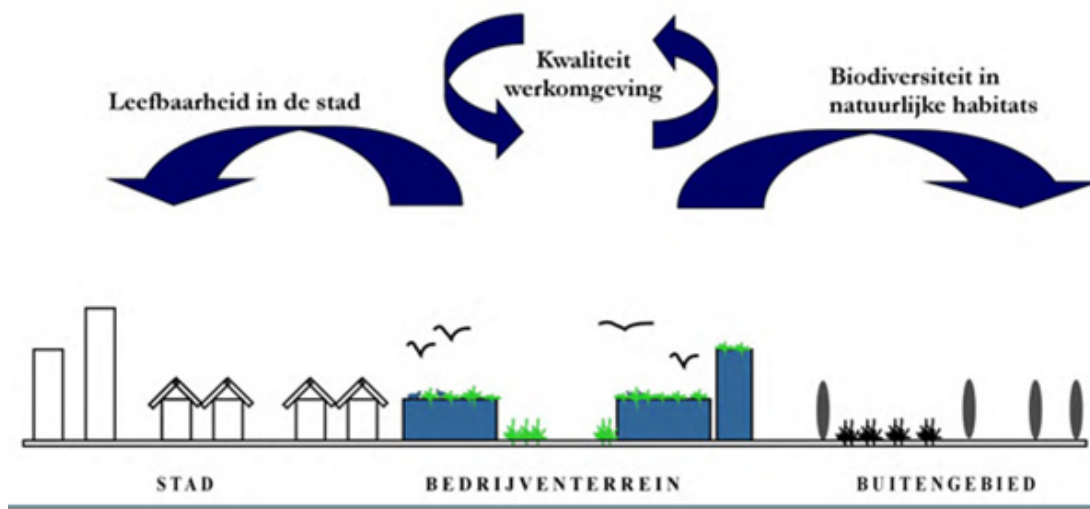 Kwaliteit
werkomgeving
Leefbaarheid in de stad
Biodiversiteit in
natuurlijke habitats
STAD
BEDRIJVENTERREIN
BUITENGEBIED